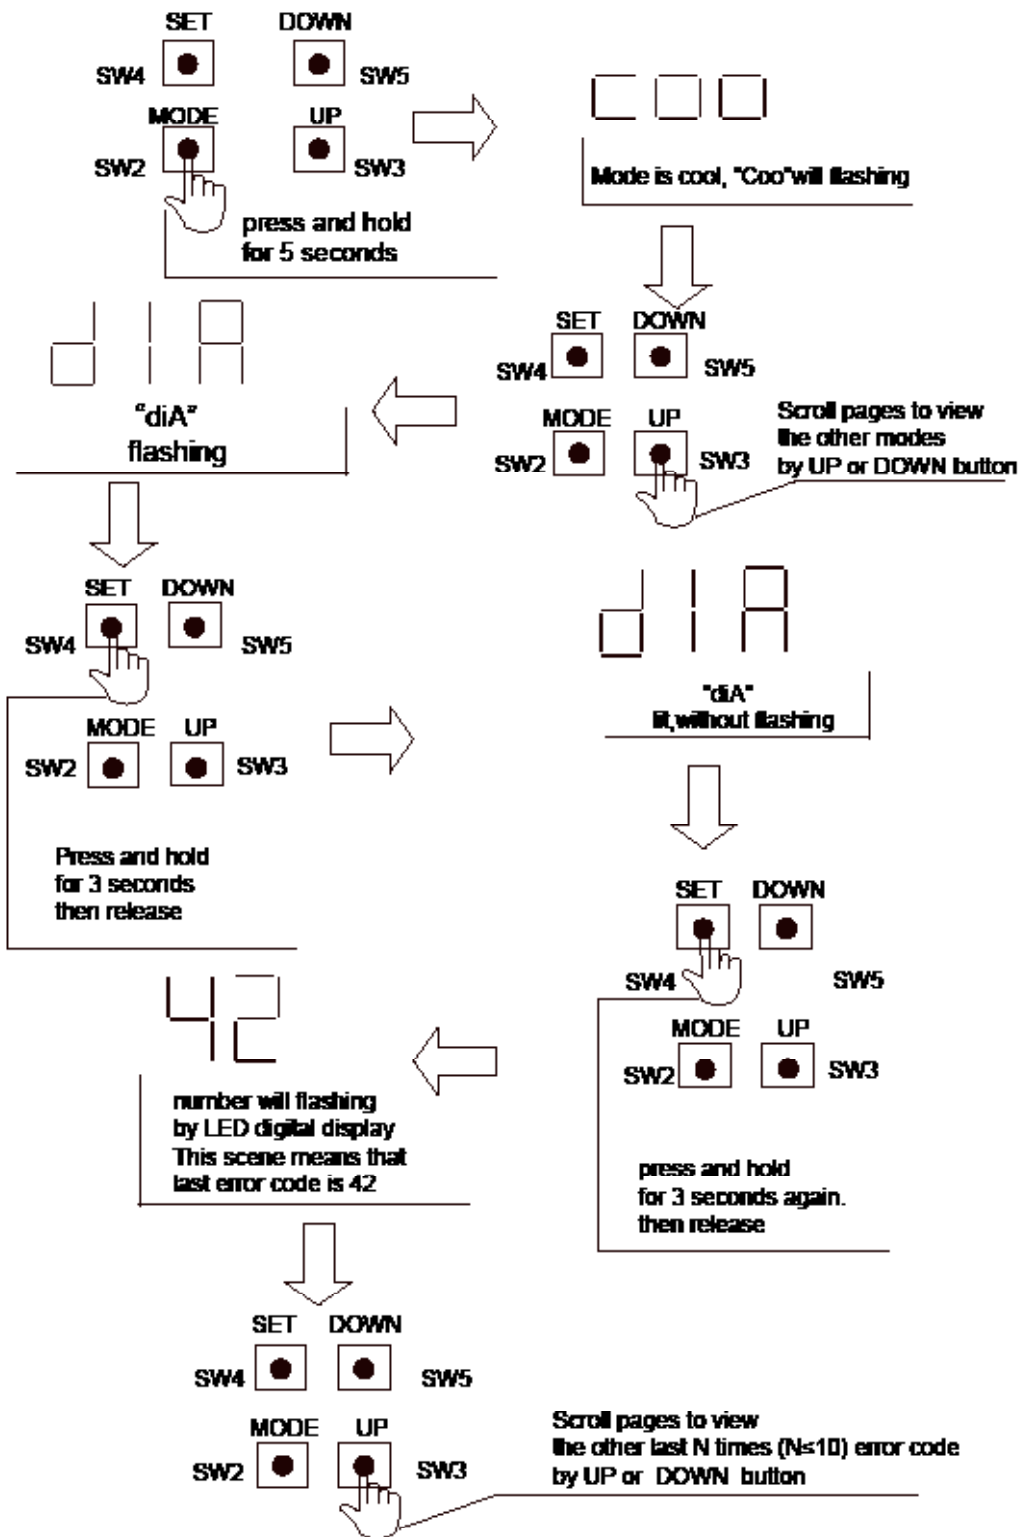 SET DOWN
SW4 SW5
MODE UP
SW2 SW3
press and hold
for 5 seconds
C00
Mode is cool, "Coo"will flashing
SET DOWN
SW4 SW5
MODE UP
SW2 SW3
Scroll pages to view
the other modes
by UP or DOWN button
dIA
"diA"
flashing
SET DOWN
SW4 SW5
MODE UP
SW2 SW3
Press and hold
for 3 seconds
then release
dIA
"diA"
lit,without flashing
SET DOWN
SW4 SW5
MODE UP
SW2 SW3
press and hold
for 3 seconds again.
then release
42
number will flashing
by LED digital display
This scene means that
last error code is 42
SET DOWN
SW4 SW5
MODE UP
SW2 SW3
Scroll pages to view
the other last N times (N≤10) error code
by UP or DOWN button